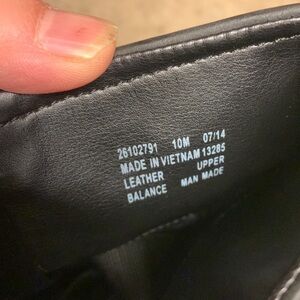 26102791 10M 07/14
MADE IN VIETNAM 13285
LEATHER UPPER
BALANCE MAN MADE